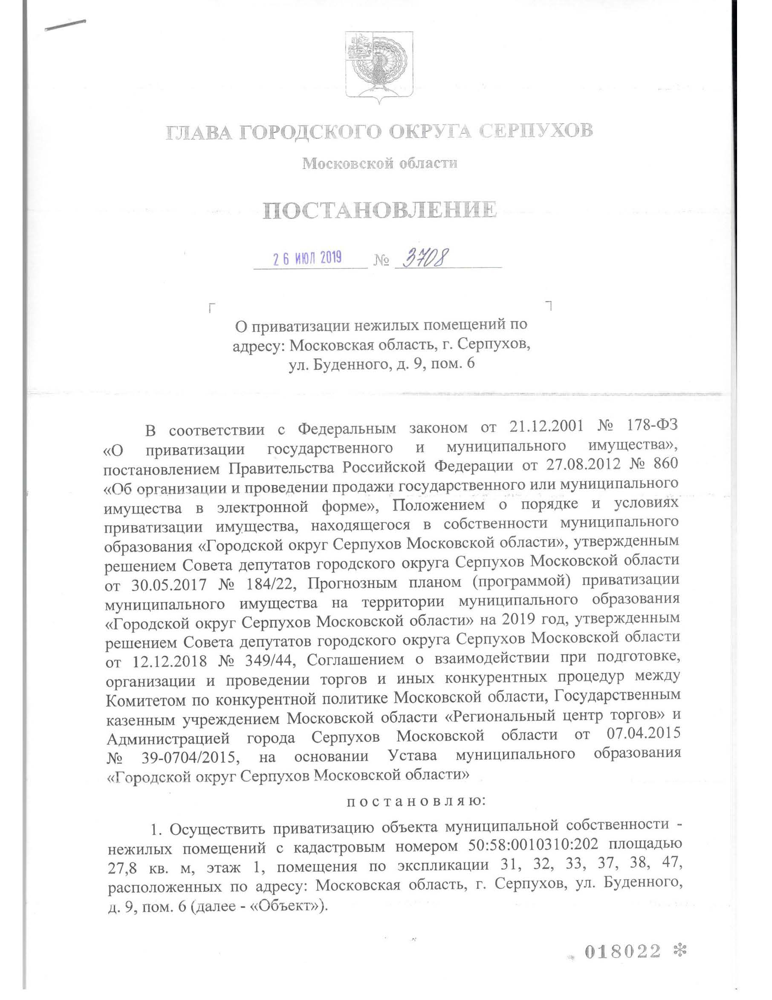 ГЛАВА ГОРОДСКОГО ОКРУГА СЕРПУХОВ
Московской области
ПОСТАНОВЛЕНИЕ
26 ИЮЛ 2019 № 3708
О приватизации нежилых помещений по
адресу: Московская область, г. Серпухов,
ул. Буденного, д. 9, пом. 6
В соответствии с Федеральным законом от 21.12.2001 № 178-ФЗ
«О приватизации государственного и муниципального имущества»,
постановлением Правительства Российской Федерации от 27.08.2012 № 860
«Об организации и проведении продажи государственного или муниципального
имущества в электронной форме», Положением о порядке и условиях
приватизации имущества, находящегося в собственности муниципального
образования «Городской округ Серпухов Московской области», утвержденным
решением Совета депутатов городского округа Серпухов Московской области
от 30.05.2017 № 184/22, Прогнозным планом (программой) приватизации
муниципального имущества на территории муниципального образования
«Городской округ Серпухов Московской области» на 2019 год, утвержденным
решением Совета депутатов городского округа Серпухов Московской области
от 12.12.2018 № 349/44, Соглашением о взаимодействии при подготовке,
организации и проведении торгов и иных конкурентных процедур между
Комитетом по конкурентной политике Московской области, Государственным
казенным учреждением Московской области «Региональный центр торгов» и
Администрацией города Серпухов Московской области от 07.04.2015
№ 39-0704/2015, на основании Устава муниципального образования
«Городской округ Серпухов Московской области»
п о с т а н о в л я ю:
1. Осуществить приватизацию объекта муниципальной собственности -
нежилых помещений с кадастровым номером 50:58:0010310:202 площадью
27,8 кв. м, этаж 1, помещения по экспликации 31, 32, 33, 37, 38, 47,
расположенных по адресу: Московская область, г. Серпухов, ул. Буденного,
д. 9, пом. 6 (далее - «Объект»).
018022 *